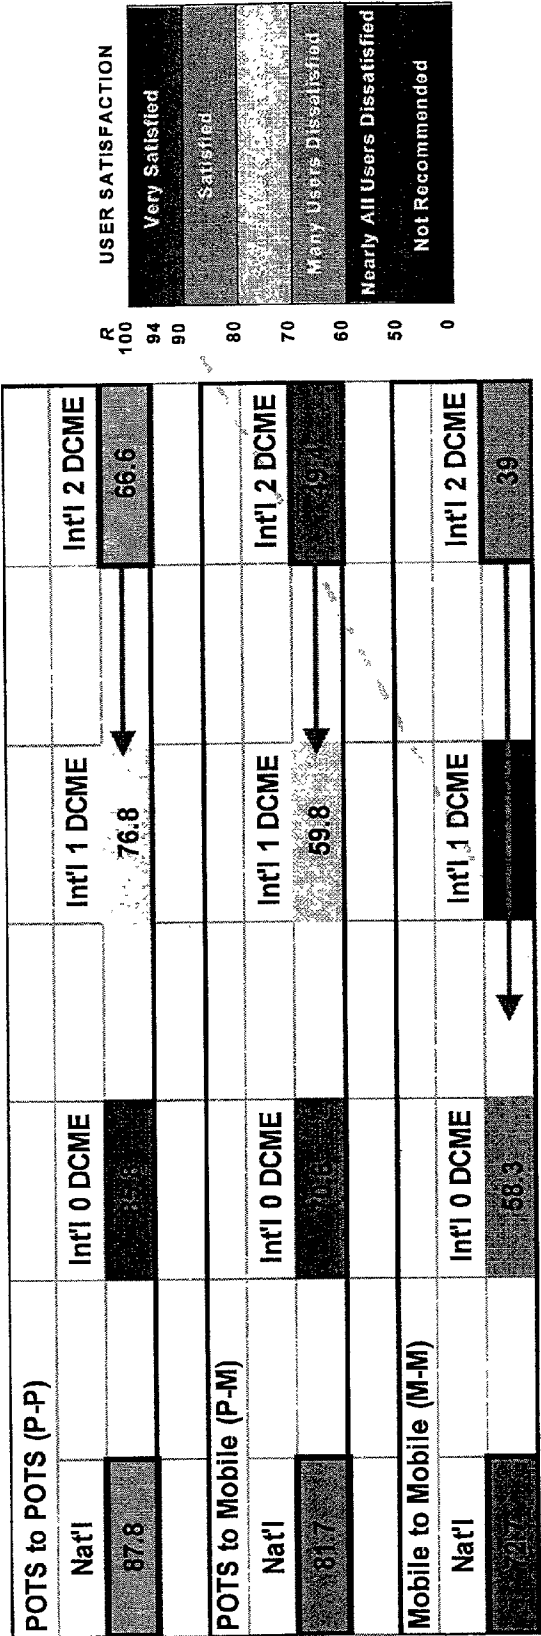 POTS to POTS (P-P)
Nat'l Int'l 0 DCME Int'l 1 DCME Int'l 2 DCME
87.8 76.8 66.6
POTS to Mobile (P-M)
Nat'l Int'l 0 DCME Int'l 1 DCME Int'l 2 DCME
81.7 59.8
Mobile to Mobile (M-M)
Nat'l Int'l 0 DCME Int'l 1 DCME Int'l 2 DCME
58.3 39
R USER SATISFACTION
100
94 Very Satisfied
90
Satisfied
80
70
Many Users Dissatisfied
60
Nearly All Users Dissatisfied
50
Not Recommended
0